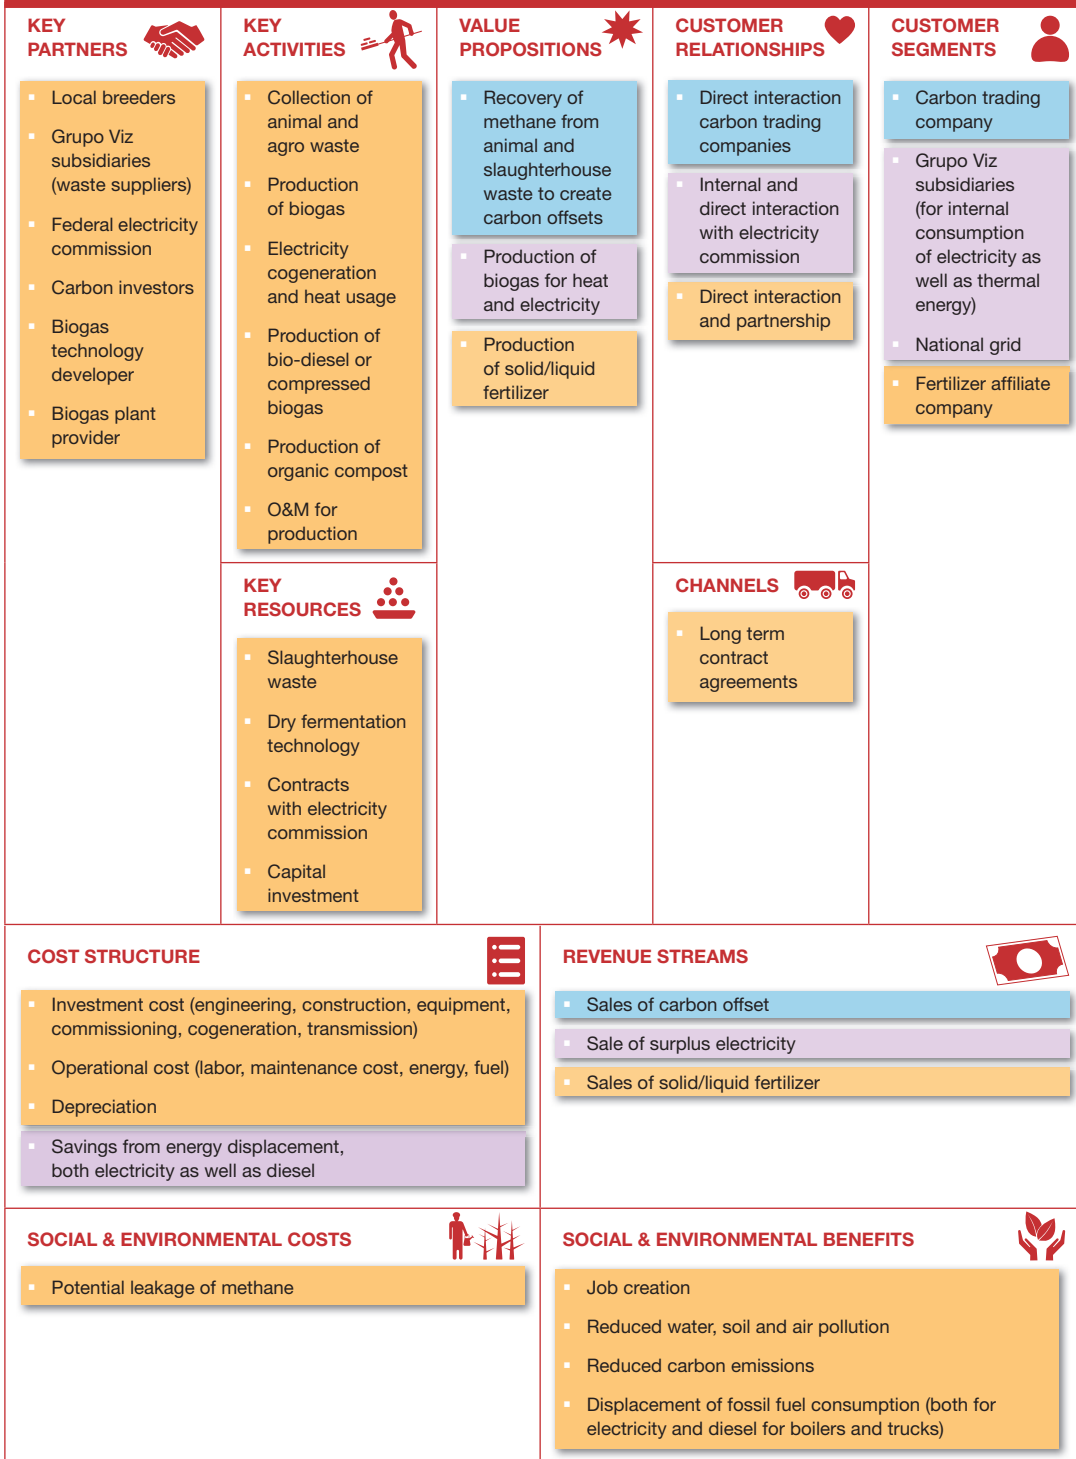 KEY
PARTNERS
Local breeders
Grupo Viz
subsidiaries
(waste suppliers)
Federal electricity
commission
Carbon investors
Biogas
technology
developer
Biogas plant
provider
KEY
ACTIVITIES
Collection of
animal and
agro waste
Production
of biogas
Electricity
cogeneration
and heat usage
Production of
bio-diesel or
compressed
biogas
Production of
organic compost
O&M for
production
KEY
RESOURCES
Slaughterhouse
waste
Dry fermentation
technology
Contracts
with electricity
commission
Capital
investment
VALUE
PROPOSITIONS
Recovery of
methane from
animal and
slaughterhouse
waste to create
carbon offsets
Production of
biogas for heat
and electricity
Production
of solid/liquid
fertilizer
CUSTOMER
RELATIONSHIPS
Direct interaction
carbon trading
companies
Internal and
direct interaction
with electricity
commission
Direct interaction
and partnership
CHANNELS
Long term
contract
agreements
CUSTOMER
SEGMENTS
Carbon trading
company
Grupo Viz
subsidiaries
(for internal
consumption
of electricity as
well as thermal
energy)
National grid
Fertilizer affiliate
company
COST STRUCTURE
Investment cost (engineering, construction, equipment,
commissioning, cogeneration, transmission)
Operational cost (labor, maintenance cost, energy, fuel)
Depreciation
Savings from energy displacement,
both electricity as well as diesel
REVENUE STREAMS
Sales of carbon offset
Sale of surplus electricity
Sales of solid/liquid fertilizer
SOCIAL & ENVIRONMENTAL COSTS
Potential leakage of methane
SOCIAL & ENVIRONMENTAL BENEFITS
Job creation
Reduced water, soil and air pollution
Reduced carbon emissions
Displacement of fossil fuel consumption (both for
electricity and diesel for boilers and trucks)